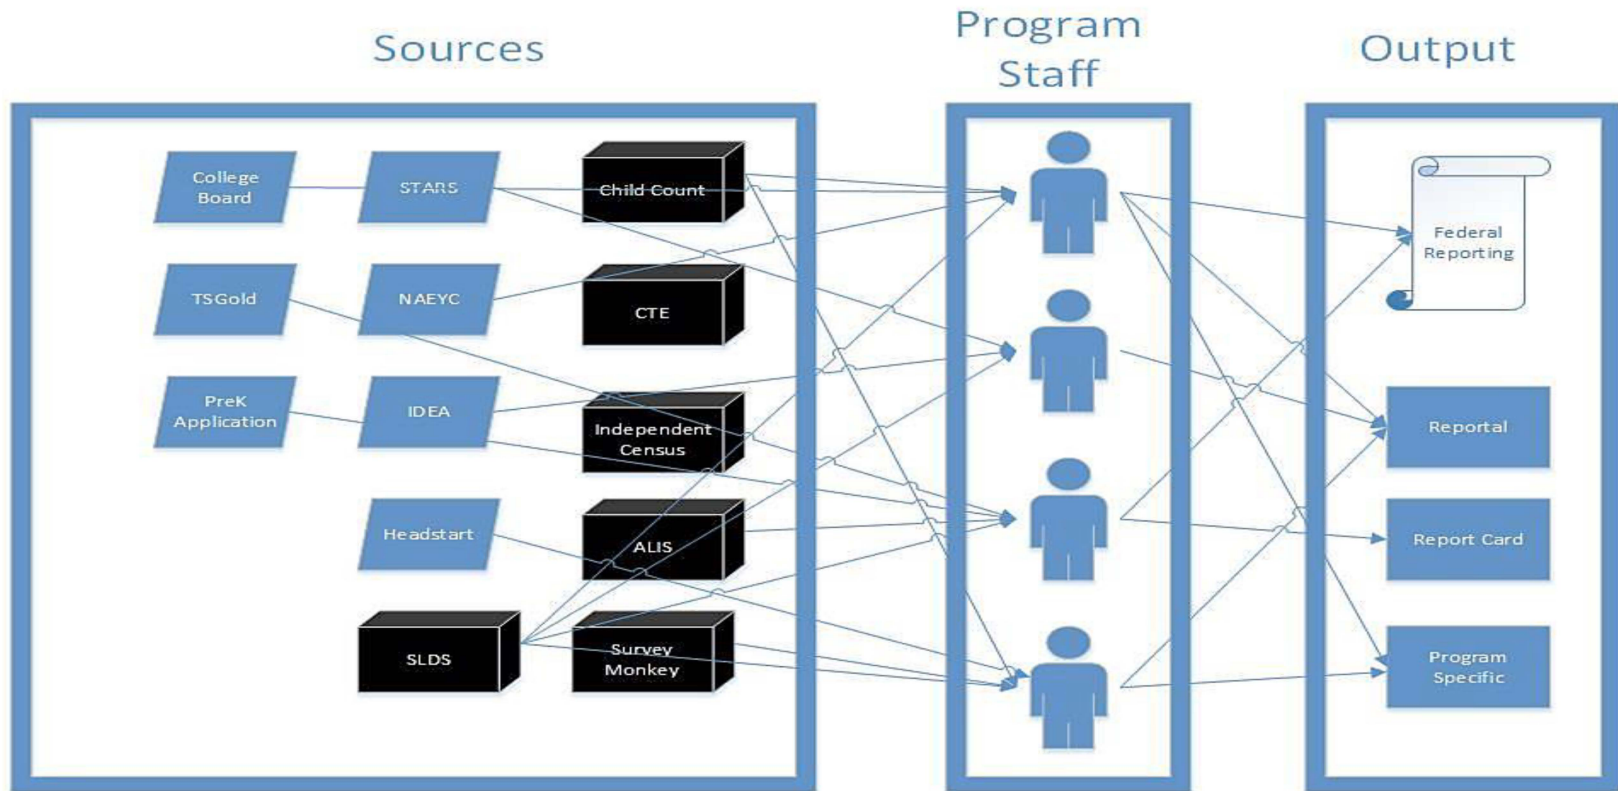 Sources
Program
Staff
Output
College
Board
STARS
Child Count
TSGold
NAEYC
CTE
PreK
Application
IDEA
Independent
Census
Headstart
ALIS
SLDS
Survey
Monkey
Federal
Reporting
Reportal
Report Card
Program
Specific